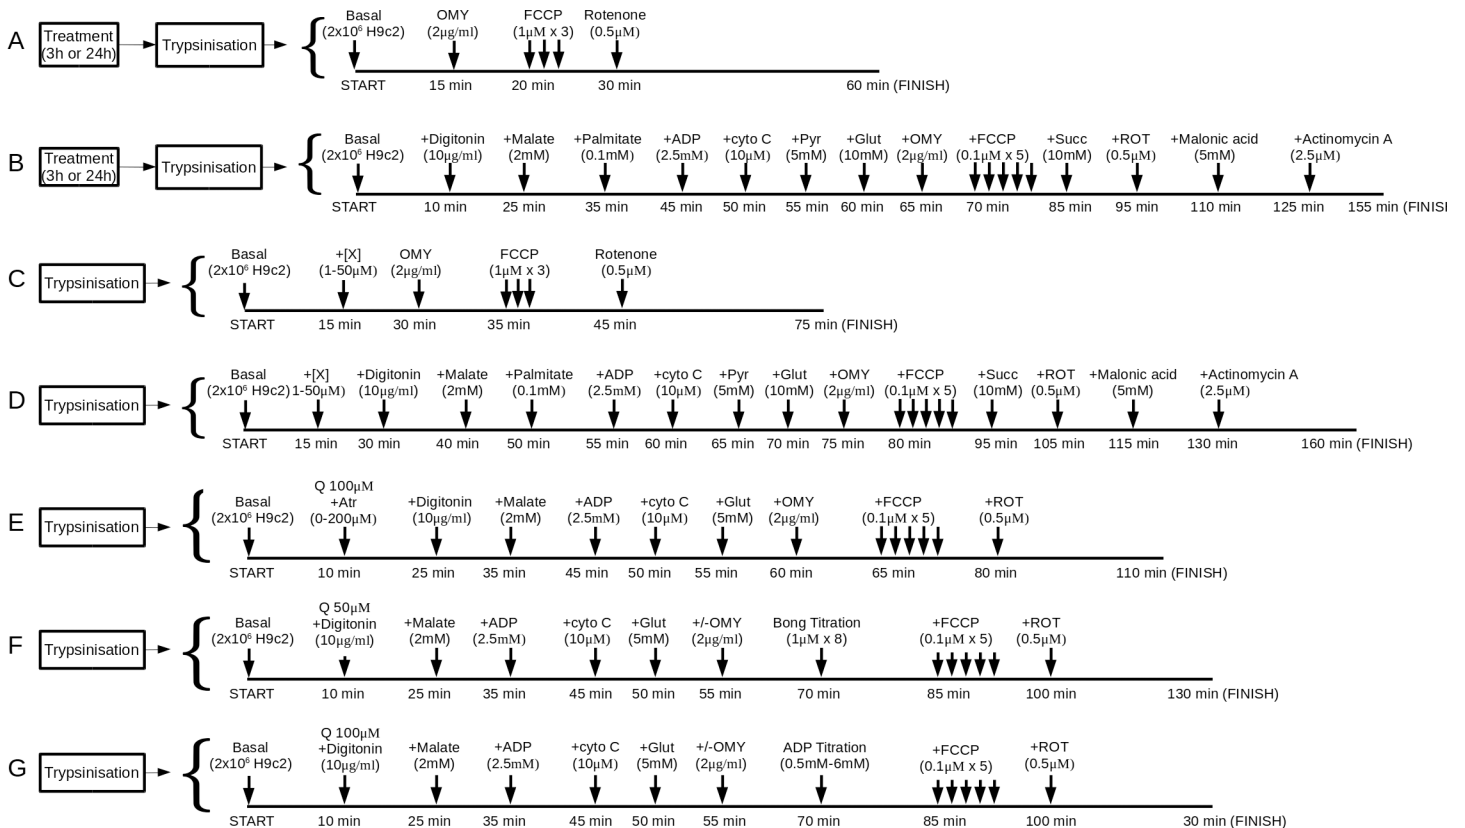 A
Treatment
(3h or 24h)
Trypsinisation
Basal OMY FCCP Rotenone
(2x10⁶ H9c2) (2μg/ml) (1μM x 3) (0.5μM)
START 15 min 20 min 30 min 60 min (FINISH)
B
Treatment
(3h or 24h)
Trypsinisation
Basal +Digitonin +Malate +Palmitate +ADP +cyto C +Pyr +Glut +OMY +FCCP +Succ +ROT +Malonic acid +Actinomycin A
(2x10⁶ H9c2) (10μg/ml) (2mM) (0.1mM) (2.5mM) (10μM) (5mM) (10mM) (2μg/ml) (0.1μM x 5) (10mM) (0.5μM) (5mM) (2.5μM)
START 10 min 25 min 35 min 45 min 50 min 55 min 60 min 65 min 70 min 85 min 95 min 110 min 125 min 155 min (FINISI
C
Trypsinisation
Basal +[X] OMY FCCP Rotenone
(2x10⁶ H9c2) (1-50μM) (2μg/ml) (1μM x 3) (0.5μM)
START 15 min 30 min 35 min 45 min 75 min (FINISH)
D
Trypsinisation
Basal +[X] +Digitonin +Malate +Palmitate +ADP +cyto C +Pyr +Glut +OMY +FCCP +Succ +ROT +Malonic acid +Actinomycin A
(2x10⁶ H9c2) 1-50μM) (10μg/ml) (2mM) (0.1mM) (2.5mM) (10μM) (5mM) (10mM) (2μg/ml) (0.1μM x 5) (10mM) (0.5μM) (5mM) (2.5μM)
START 15 min 30 min 40 min 50 min 55 min 60 min 65 min 70 min 75 min 80 min 95 min 105 min 115 min 130 min 160 min (FINISH)
E
Trypsinisation
Q 100μM
Basal +Atr +Digitonin +Malate +ADP +cyto C +Glut +OMY +FCCP +ROT
(2x10⁶ H9c2) (0-200μM) (10μg/ml) (2mM) (2.5mM) (10μM) (5mM) (2μg/ml) (0.1μM x 5) (0.5μM)
START 10 min 25 min 35 min 45 min 50 min 55 min 60 min 65 min 80 min 110 min (FINISH)
F
Trypsinisation
Q 50μM
Basal +Digitonin +Malate +ADP +cyto C +Glut +/-OMY Bong Titration +FCCP +ROT
(2x10⁶ H9c2) (10μg/ml) (2mM) (2.5mM) (10μM) (5mM) (2μg/ml) (1μM x 8) (0.1μM x 5) (0.5μM)
START 10 min 25 min 35 min 45 min 50 min 55 min 70 min 85 min 100 min 130 min (FINISH)
G
Trypsinisation
Q 100μM
Basal +Digitonin +Malate +ADP +cyto C +Glut +/-OMY ADP Titration +FCCP +ROT
(2x10⁶ H9c2) (10μg/ml) (2mM) (2.5mM) (10μM) (5mM) (2μg/ml) (0.5mM-6mM) (0.1μM x 5) (0.5μM)
START 10 min 25 min 35 min 45 min 50 min 55 min 70 min 85 min 100 min 30 min (FINISH)